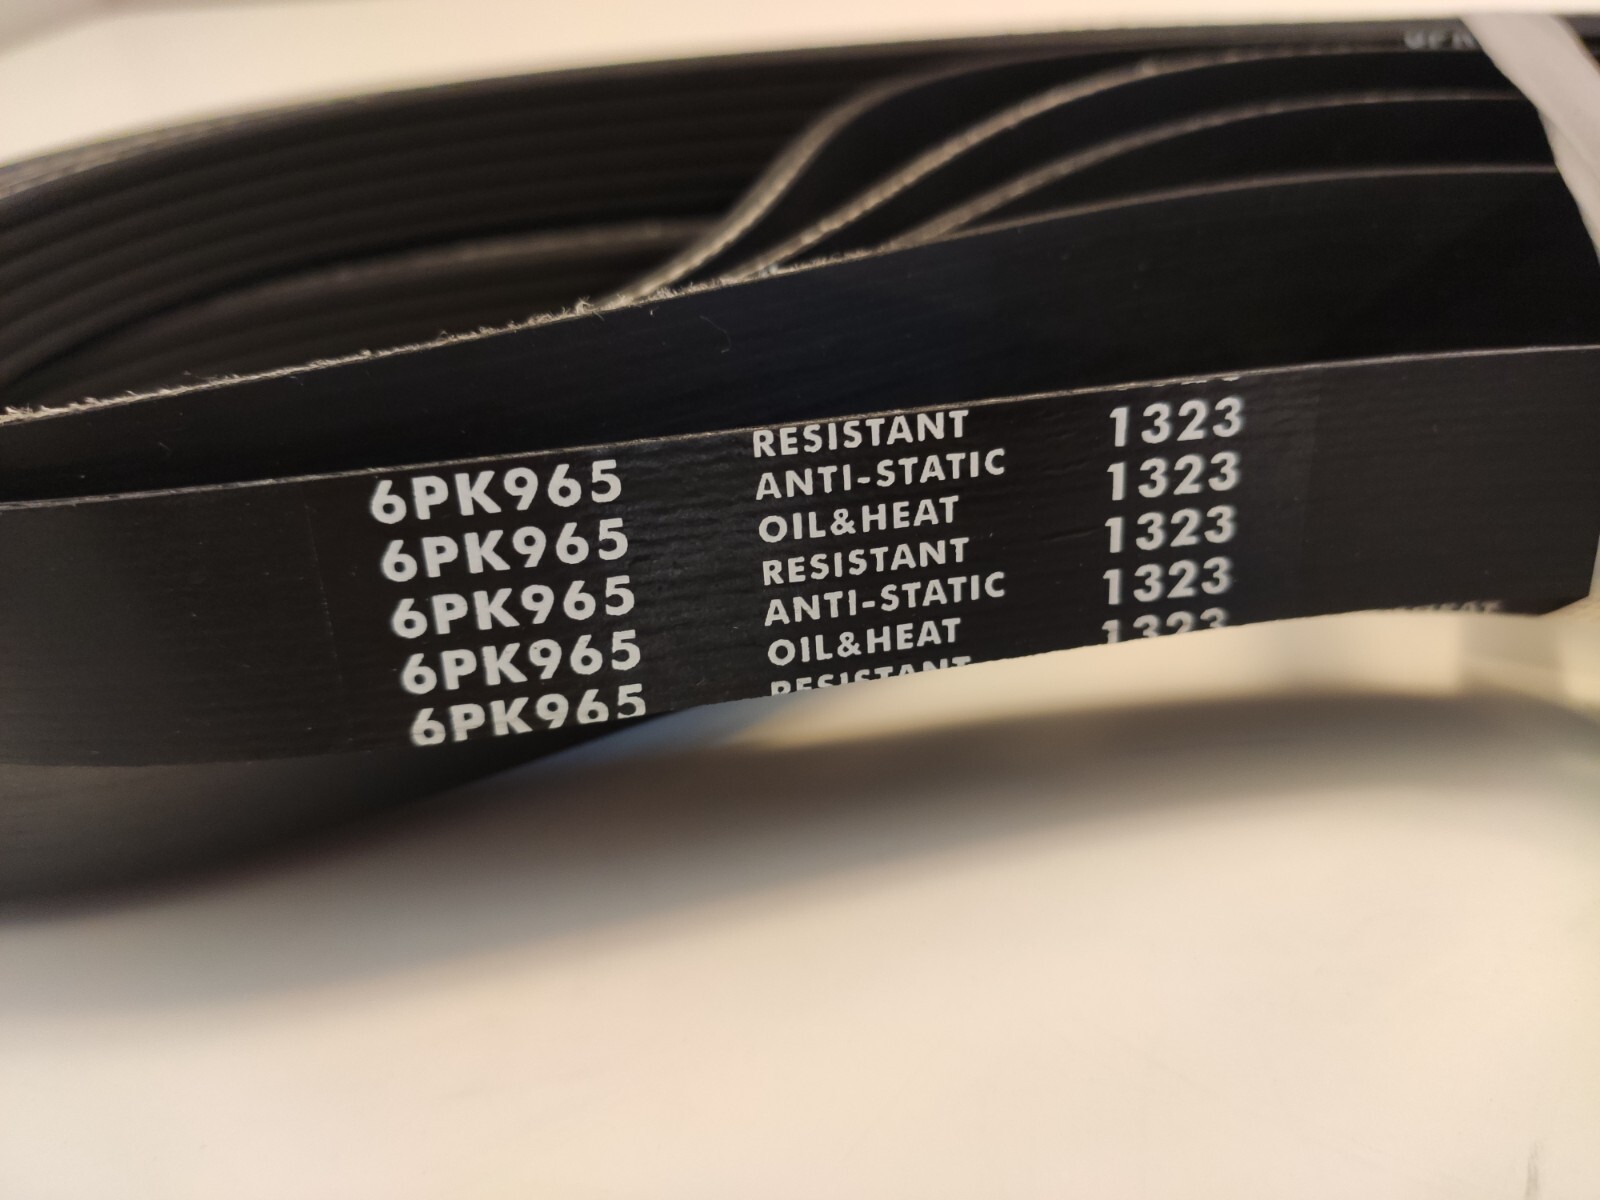 6PK965 RESISTANT 1323
6PK965 ANTI-STATIC 1323
6PK965 OIL&HEAT 1323
6PK965 RESISTANT 1323
6PK965 ANTI-STATIC 1323
OIL&HEAT
RESISTANT